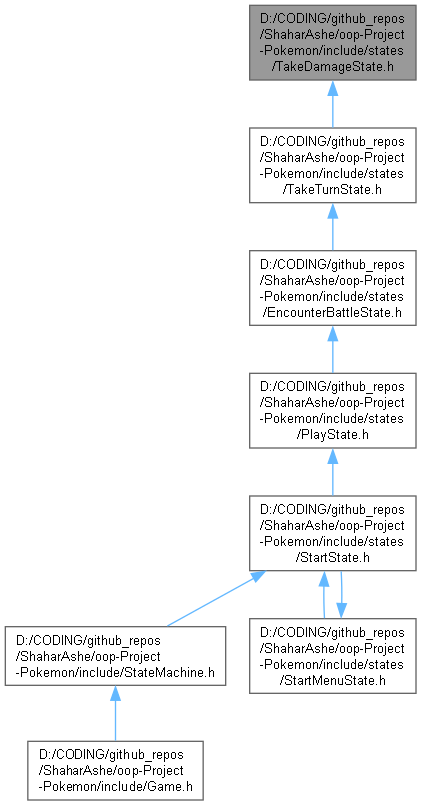 D:/CODING/github_repos
/ShaharAshe/oop-Project
-Pokemon/include/states
/TakeDamageState.h
D:/CODING/github_repos
/ShaharAshe/oop-Project
-Pokemon/include/states
/TakeTurnState.h
D:/CODING/github_repos
/ShaharAshe/oop-Project
-Pokemon/include/states
/EncounterBattleState.h
D:/CODING/github_repos
/ShaharAshe/oop-Project
-Pokemon/include/states
/PlayState.h
D:/CODING/github_repos
/ShaharAshe/oop-Project
-Pokemon/include/states
/StartState.h
D:/CODING/github_repos
/ShaharAshe/oop-Project
-Pokemon/include/StateMachine.h
D:/CODING/github_repos
/ShaharAshe/oop-Project
-Pokemon/include/states
/StartMenuState.h
D:/CODING/github_repos
/ShaharAshe/oop-Project
-Pokemon/include/Game.h